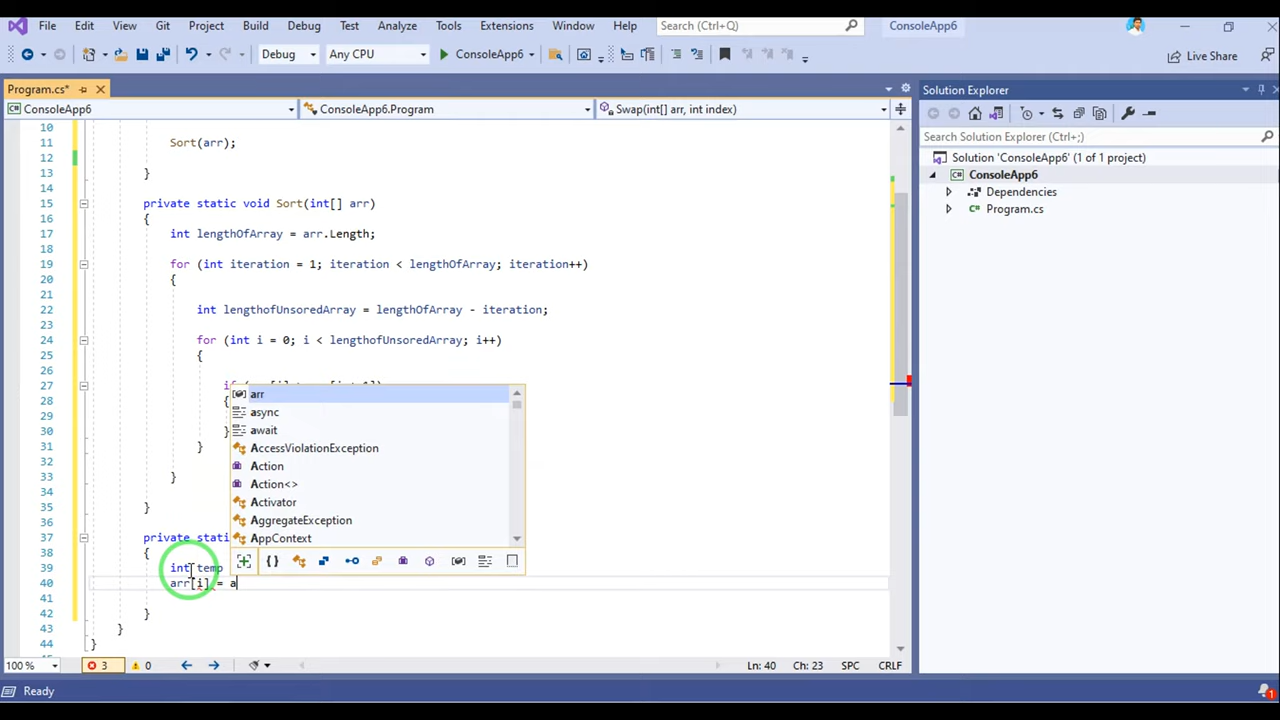 File Edit View Git Project Build Debug Test Analyze Tools Extensions Window Help Search (Ctrl+Q) ConsoleApp6
Debug Any CPU ConsoleApp6 Live Share
Program.cs*
ConsoleApp6 ConsoleApp6.Program Swap(int[] arr, int index)
10
11 Sort(arr);
12
13 }
14
15 private static void Sort(int[] arr)
16 {
17 int lengthOfArray = arr.Length;
18
19 for (int iteration = 1; iteration < lengthOfArray; iteration++)
20 {
21
22 int lengthofUnsoredArray = lengthOfArray - iteration;
23
24 for (int i = 0; i < lengthofUnsoredArray; i++)
25 {
26
27 if
28 {
29
30 }
31 }
32
33 }
34
35 }
36
37 private stati
38 {
39 int temp
40 arr[i] = a
41
42 }
43 }
44 }
arr
async
await
AccessViolationException
Action
Action<>
Activator
AggregateException
AppContext
100 % 3 0 Ln: 40 Ch: 23 SPC CRLF
Ready 1
Solution Explorer
Search Solution Explorer (Ctrl+;)
Solution 'ConsoleApp6' (1 of 1 project)
ConsoleApp6
Dependencies
Program.cs